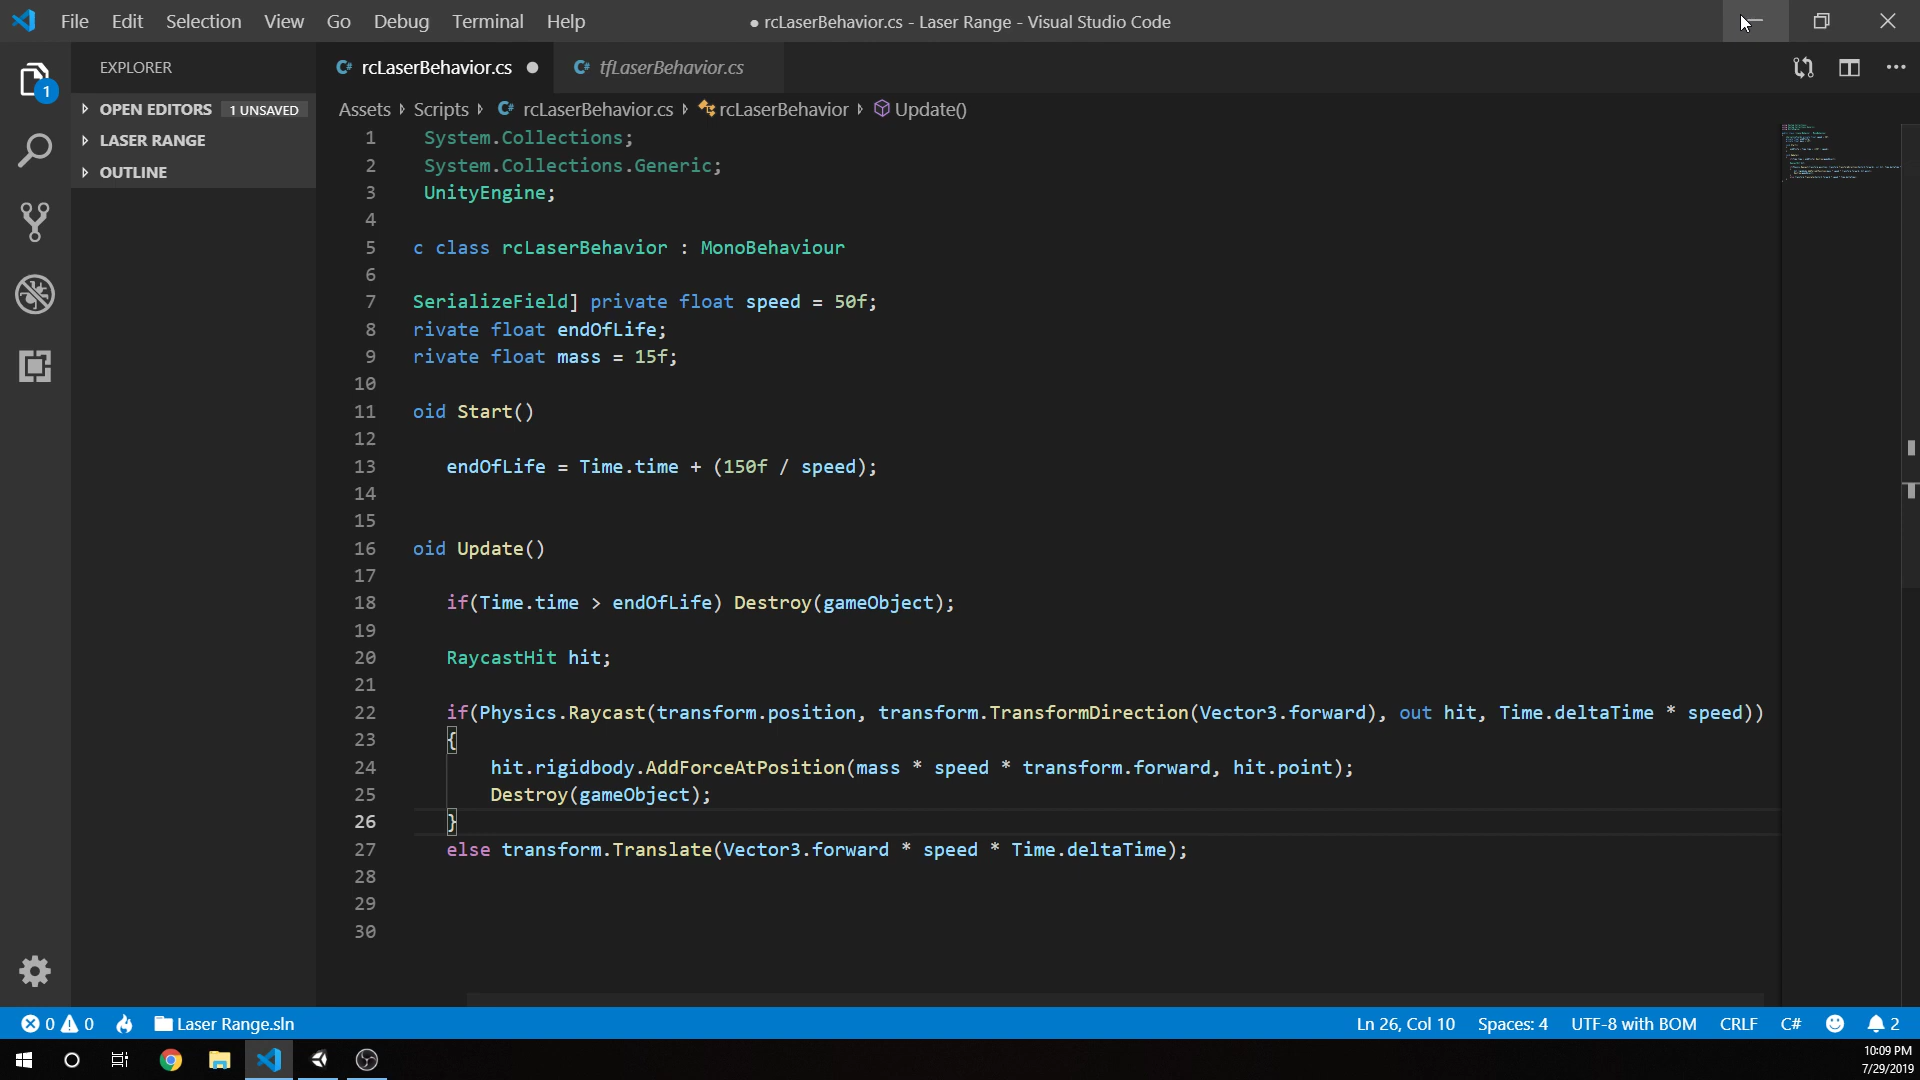 File Edit Selection View Go Debug Terminal Help
● rcLaserBehavior.cs - Laser Range - Visual Studio Code
EXPLORER
1
OPEN EDITORS 1 UNSAVED
LASER RANGE
OUTLINE
C# rcLaserBehavior.cs ●
C# tfLaserBehavior.cs
Assets Scripts C# rcLaserBehavior.cs rcLaserBehavior Update()
1 System.Collections;
2 System.Collections.Generic;
3 UnityEngine;
4
5 c class rcLaserBehavior : MonoBehaviour
6
7 SerializeField] private float speed = 50f;
8 rivate float endOfLife;
9 rivate float mass = 15f;
10
11 oid Start()
12
13 endOfLife = Time.time + (150f / speed);
14
15
16 oid Update()
17
18 if(Time.time > endOfLife) Destroy(gameObject);
19
20 RaycastHit hit;
21
22 if(Physics.Raycast(transform.position, transform.TransformDirection(Vector3.forward), out hit, Time.deltaTime * speed))
23 {
24 hit.rigidbody.AddForceAtPosition(mass * speed * transform.forward, hit.point);
25 Destroy(gameObject);
26 }
27 else transform.Translate(Vector3.forward * speed * Time.deltaTime);
28
29
30
0 0 Laser Range.sln
Ln 26, Col 10 Spaces: 4 UTF-8 with BOM CRLF C# 2
10:09 PM
7/29/2019